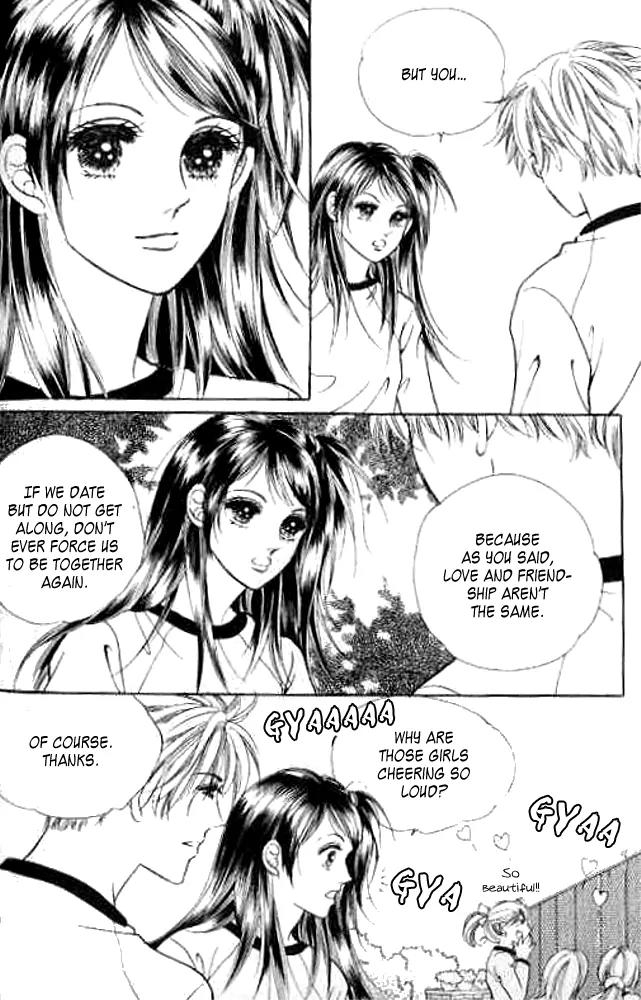 BUT YOU...
IF WE DATE
BUT DO NOT GET
ALONG, DON'T
EVER FORCE US
TO BE TOGETHER
AGAIN.
BECAUSE
AS YOU SAID,
LOVE AND FRIEND-
SHIP AREN'T
THE SAME.
OF COURSE.
THANKS.
GYAAAAA
WHY ARE
THOSE GIRLS
CHEERING SO
LOUD?
GYAA
GYA
So
Beautiful!!